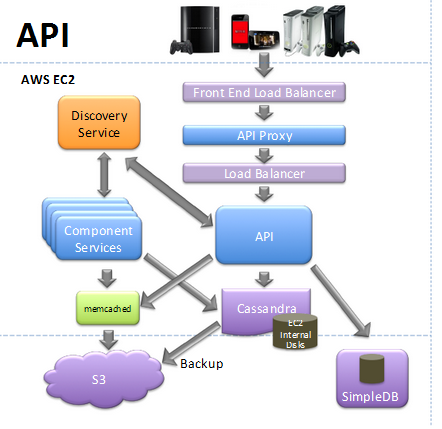 API
AWS EC2
Front End Load Balancer
Discovery
Service
API Proxy
Load Balancer
Component
Services
API
memcached
Cassandra
EC2
Internal
Disks
Backup
S3
SimpleDB